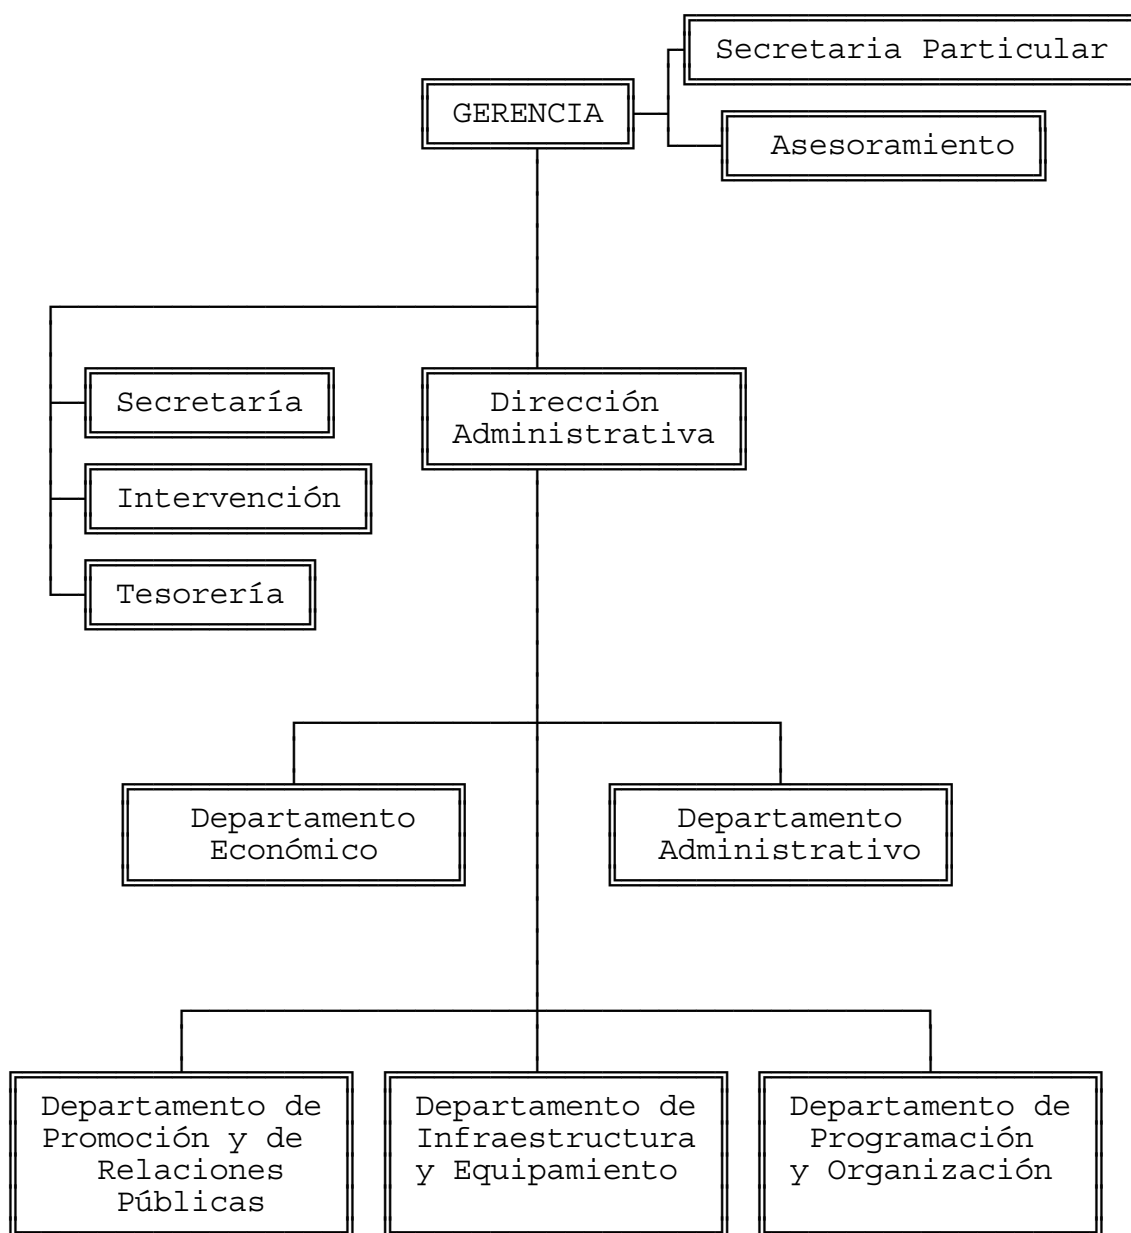 Secretaria Particular
GERENCIA
Asesoramiento
Secretaría
Dirección
Administrativa
Intervención
Tesorería
Departamento
Económico
Departamento
Administrativo
Departamento de
Promoción y de
Relaciones
Públicas
Departamento de
Infraestructura
y Equipamiento
Departamento de
Programación
y Organización